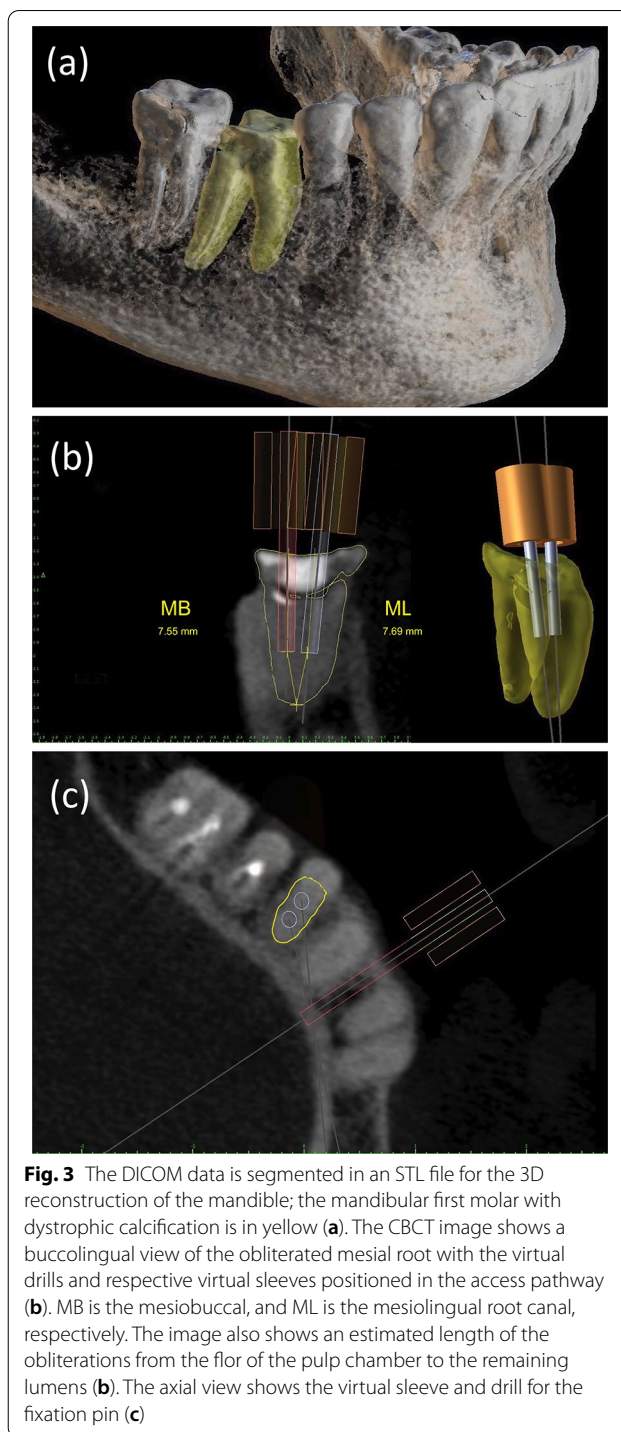 (a)
(b)
MB
7.55 mm
ML
7.69 mm
(c)
Fig. 3 The DICOM data is segmented in an STL file for the 3D
reconstruction of the mandible; the mandibular first molar with
dystrophic calcification is in yellow (a). The CBCT image shows a
buccolingual view of the obliterated mesial root with the virtual
drills and respective virtual sleeves positioned in the access pathway
(b). MB is the mesiobuccal, and ML is the mesiolingual root canal,
respectively. The image also shows an estimated length of the
obliterations from the flor of the pulp chamber to the remaining
lumens (b). The axial view shows the virtual sleeve and drill for the
fixation pin (c)